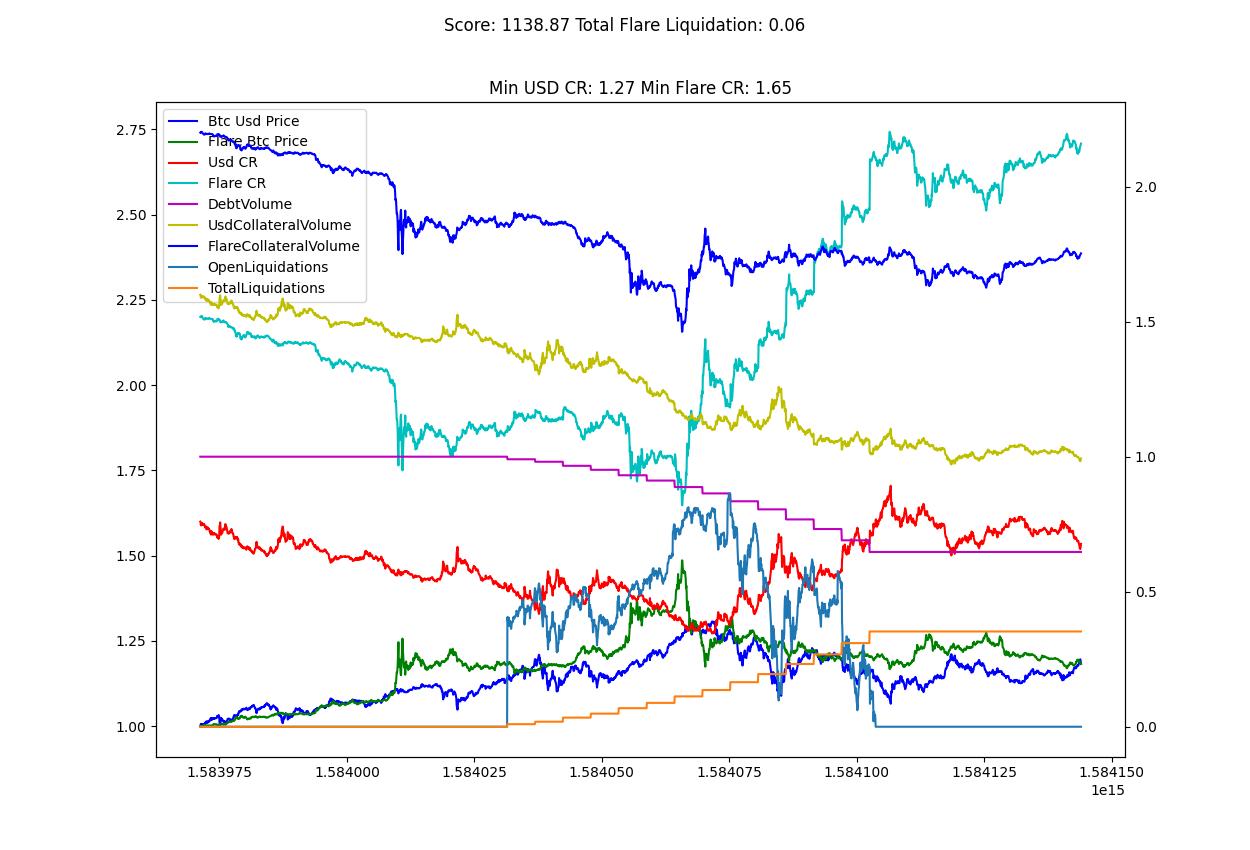 Score: 1138.87 Total Flare Liquidation: 0.06
Min USD CR: 1.27 Min Flare CR: 1.65
Btc Usd Price
Flare Btc Price
Usd CR
Flare CR
DebtVolume
UsdCollateralVolume
FlareCollateralVolume
OpenLiquidations
TotalLiquidations
2.75
2.50
2.25
2.00
1.75
1.50
1.25
1.00
2.0
1.5
1.0
0.5
0.0
1.583975 1.584000 1.584025 1.584050 1.584075 1.584100 1.584125 1.584150
1e15